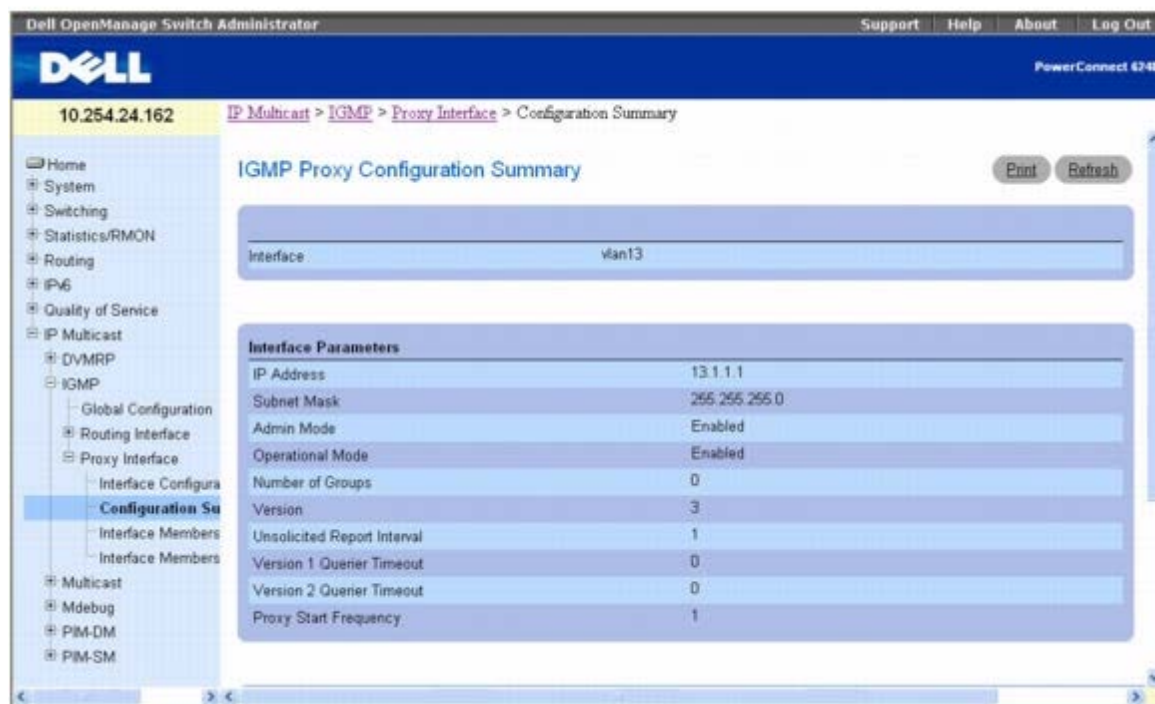 Dell OpenManage Switch Administrator
Support Help About Log Out
DELL
PowerConnect
10.254.24.162
IP Multicast > IGMP > Proxy Interface > Configuration Summary
Home
System
Switching
Statistics/RMON
Routing
IPv6
Quality of Service
IP Multicast
DVMRP
IGMP
Global Configuration
Routing Interface
Proxy Interface
Interface Configura
Configuration Su
Interface Members
Interface Members
Multicast
Mdebug
PIM-DM
PIM-SM
IGMP Proxy Configuration Summary
Print Refresh
Interface vlan13
Interface Parameters
IP Address 13.1.1.1
Subnet Mask 255.255.255.0
Admin Mode Enabled
Operational Mode Enabled
Number of Groups 0
Version 3
Unsolicited Report Interval 1
Version 1 Querier Timeout 0
Version 2 Querier Timeout 0
Proxy Start Frequency 1